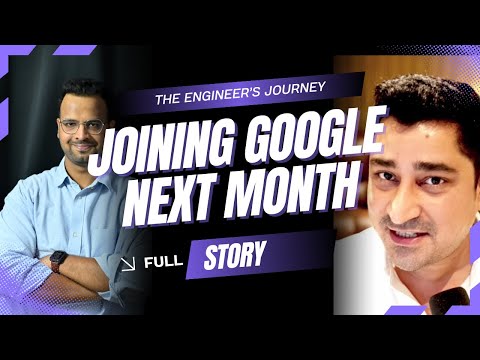 THE ENGINEER'S JOURNEY
JOINING GOOGLE
NEXT MONTH
FULL STORY